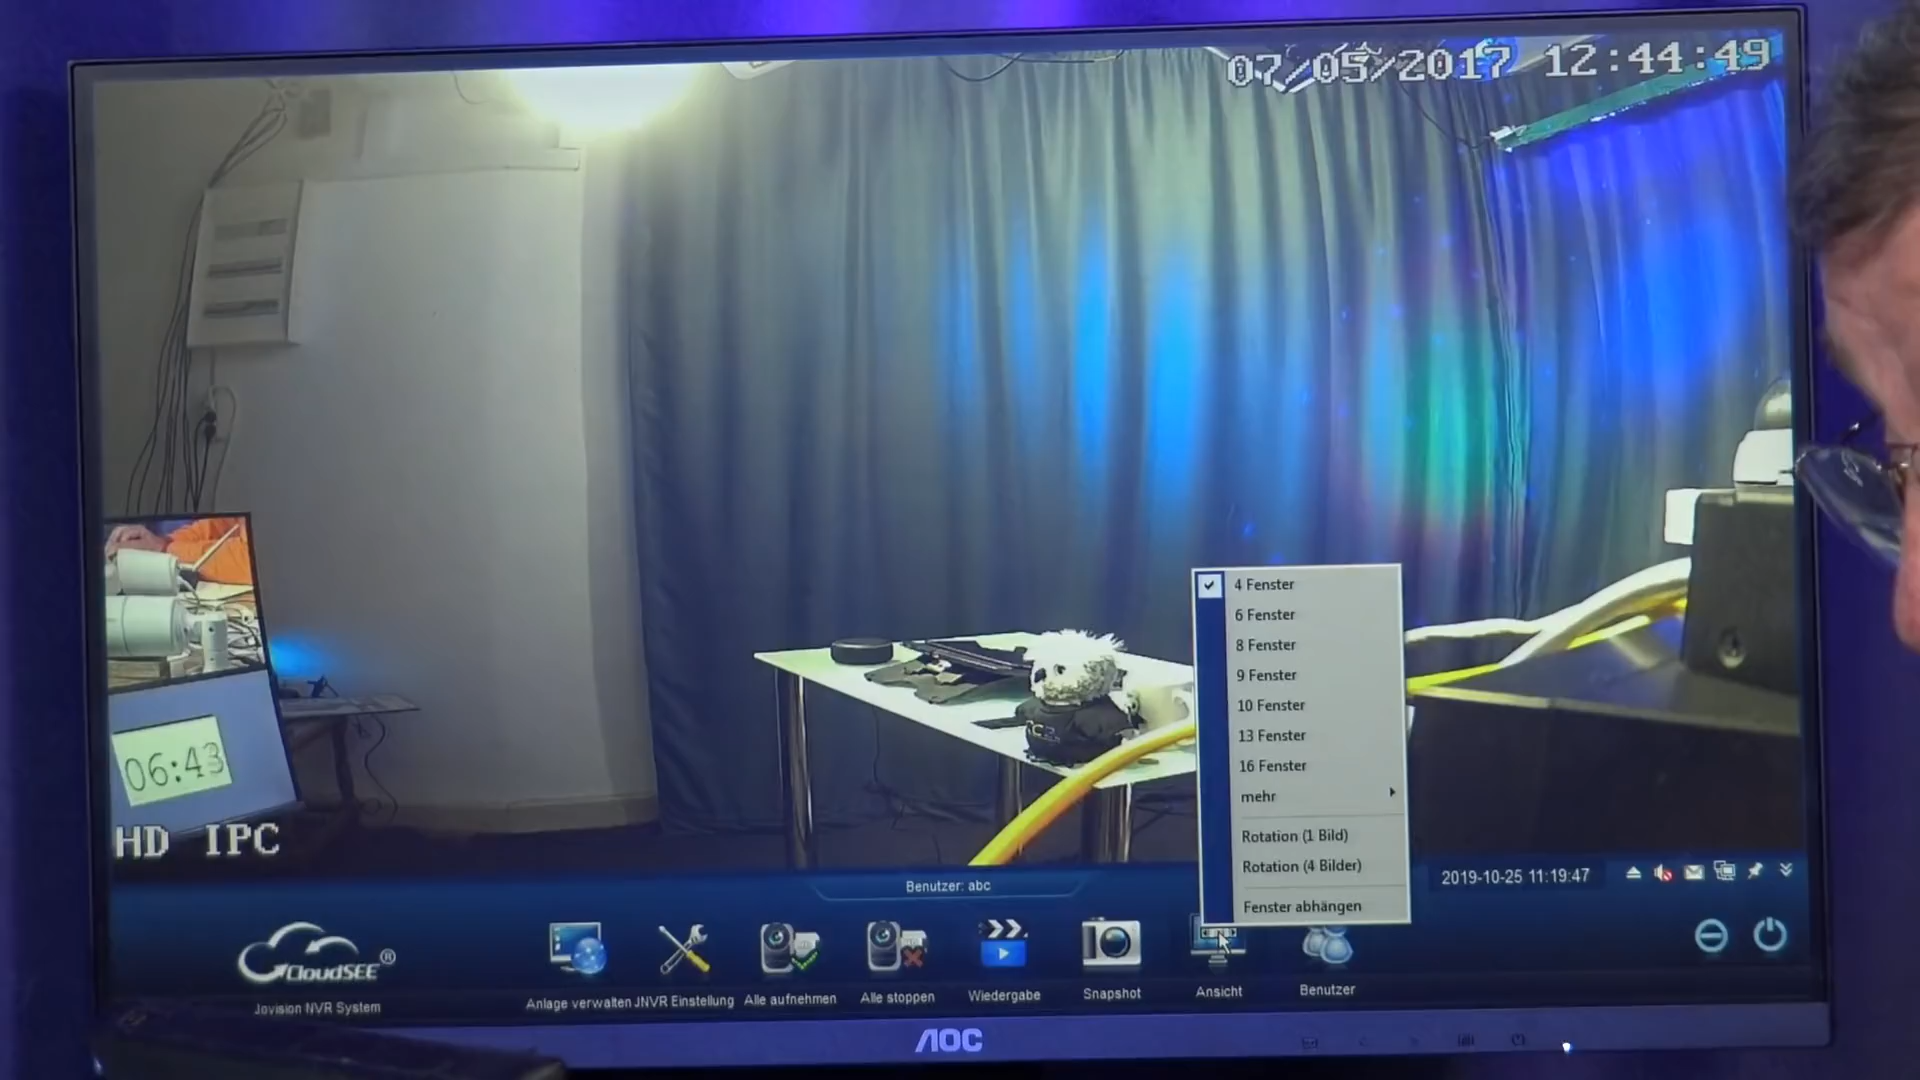 07/05/2017 12:44:49
4 Fenster
6 Fenster
8 Fenster
9 Fenster
10 Fenster
13 Fenster
16 Fenster
mehr
Rotation (1 Bild)
Rotation (4 Bilder)
Fenster abhängen
06:43
HD IPC
Benutzer: abc
2019-10-25 11:19:47
CloudSEE®
Jovision NVR System
Anlage verwalten
JNVR Einstellung
Alle aufnehmen
Alle stoppen
Wiedergabe
Snapshot
Ansicht
Benutzer
AOC